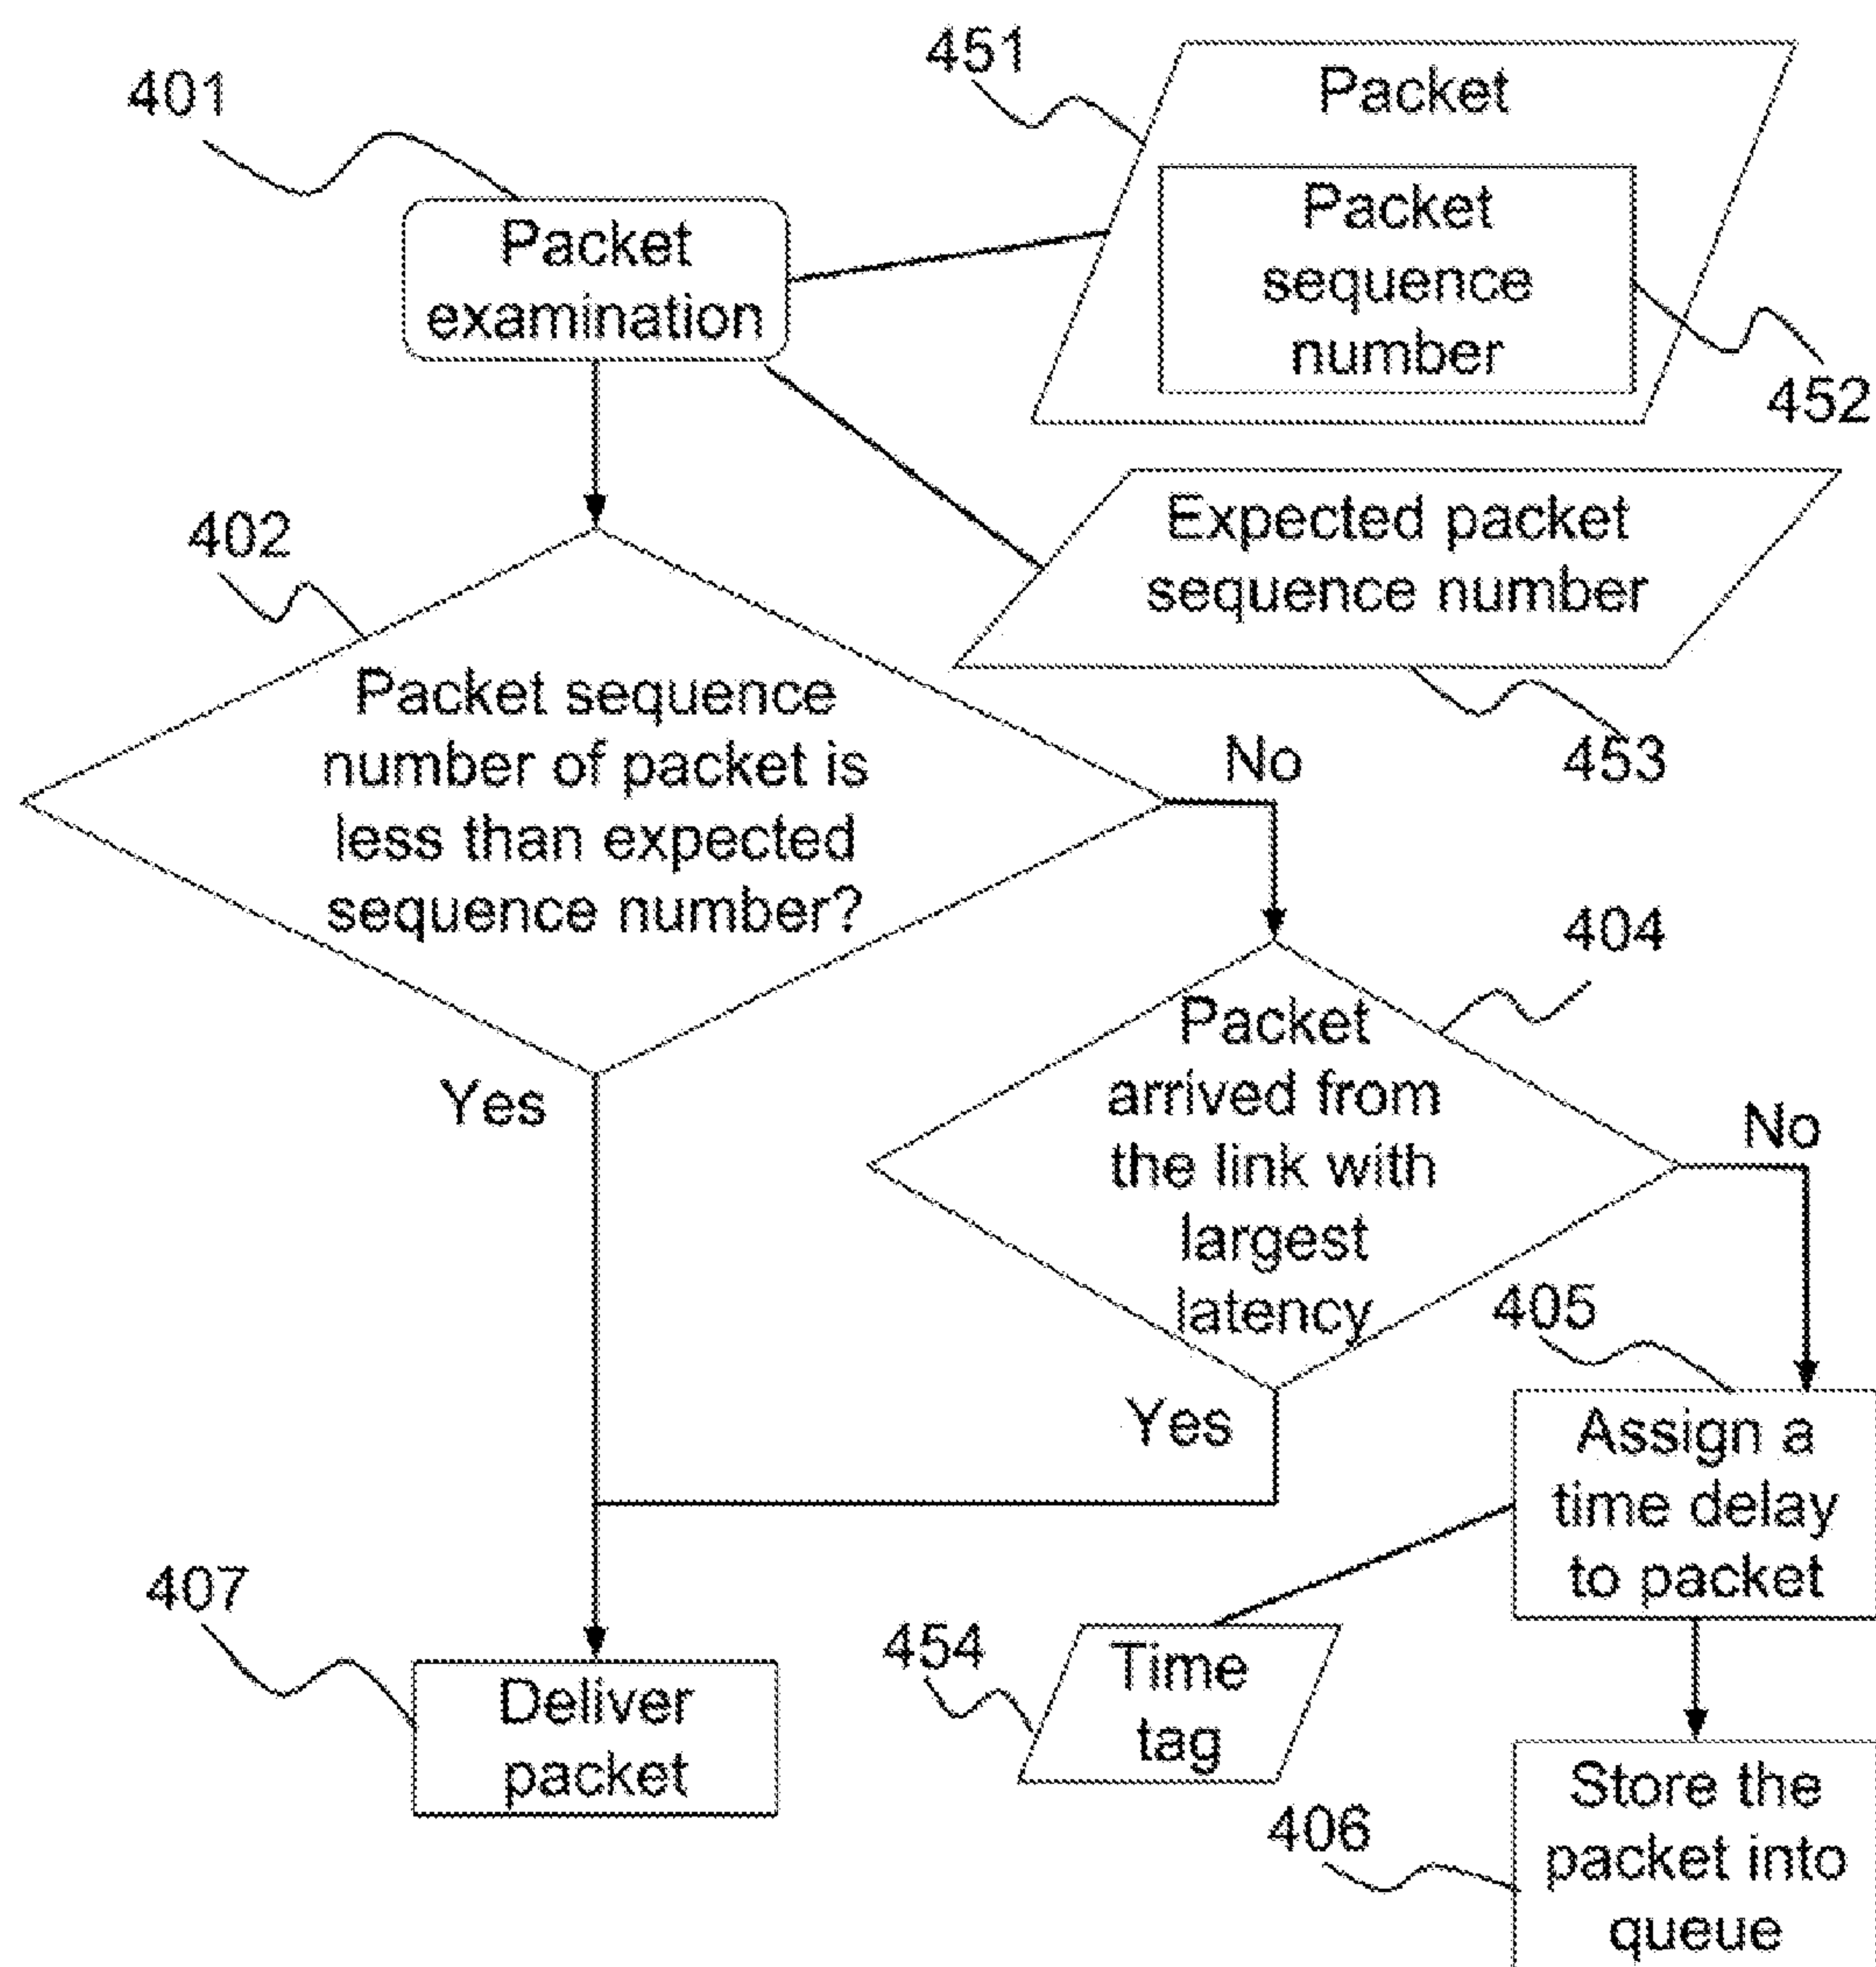 401
451
Packet
Packet
sequence
number
452
Packet
examination
Expected packet
sequence number
453
402
Packet sequence
number of packet is
less than expected
sequence number?
No
Yes
404
Packet
arrived from
the link with
largest
latency
No
Yes
405
Assign a
time delay
to packet
454
Time
tag
407
Deliver
packet
406
Store the
packet into
queue